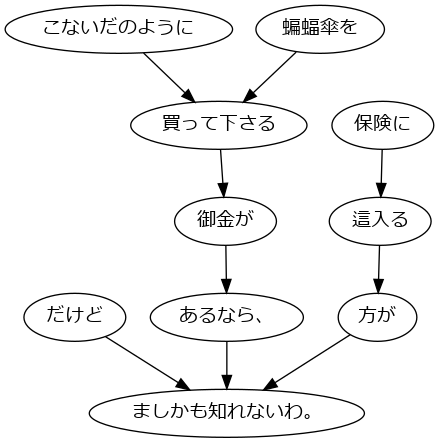 こないだのように
蝙蝠傘を
買って下さる
保険に
御金が
這入る
だけど
あるなら、
方が
ましかも知れないわ。